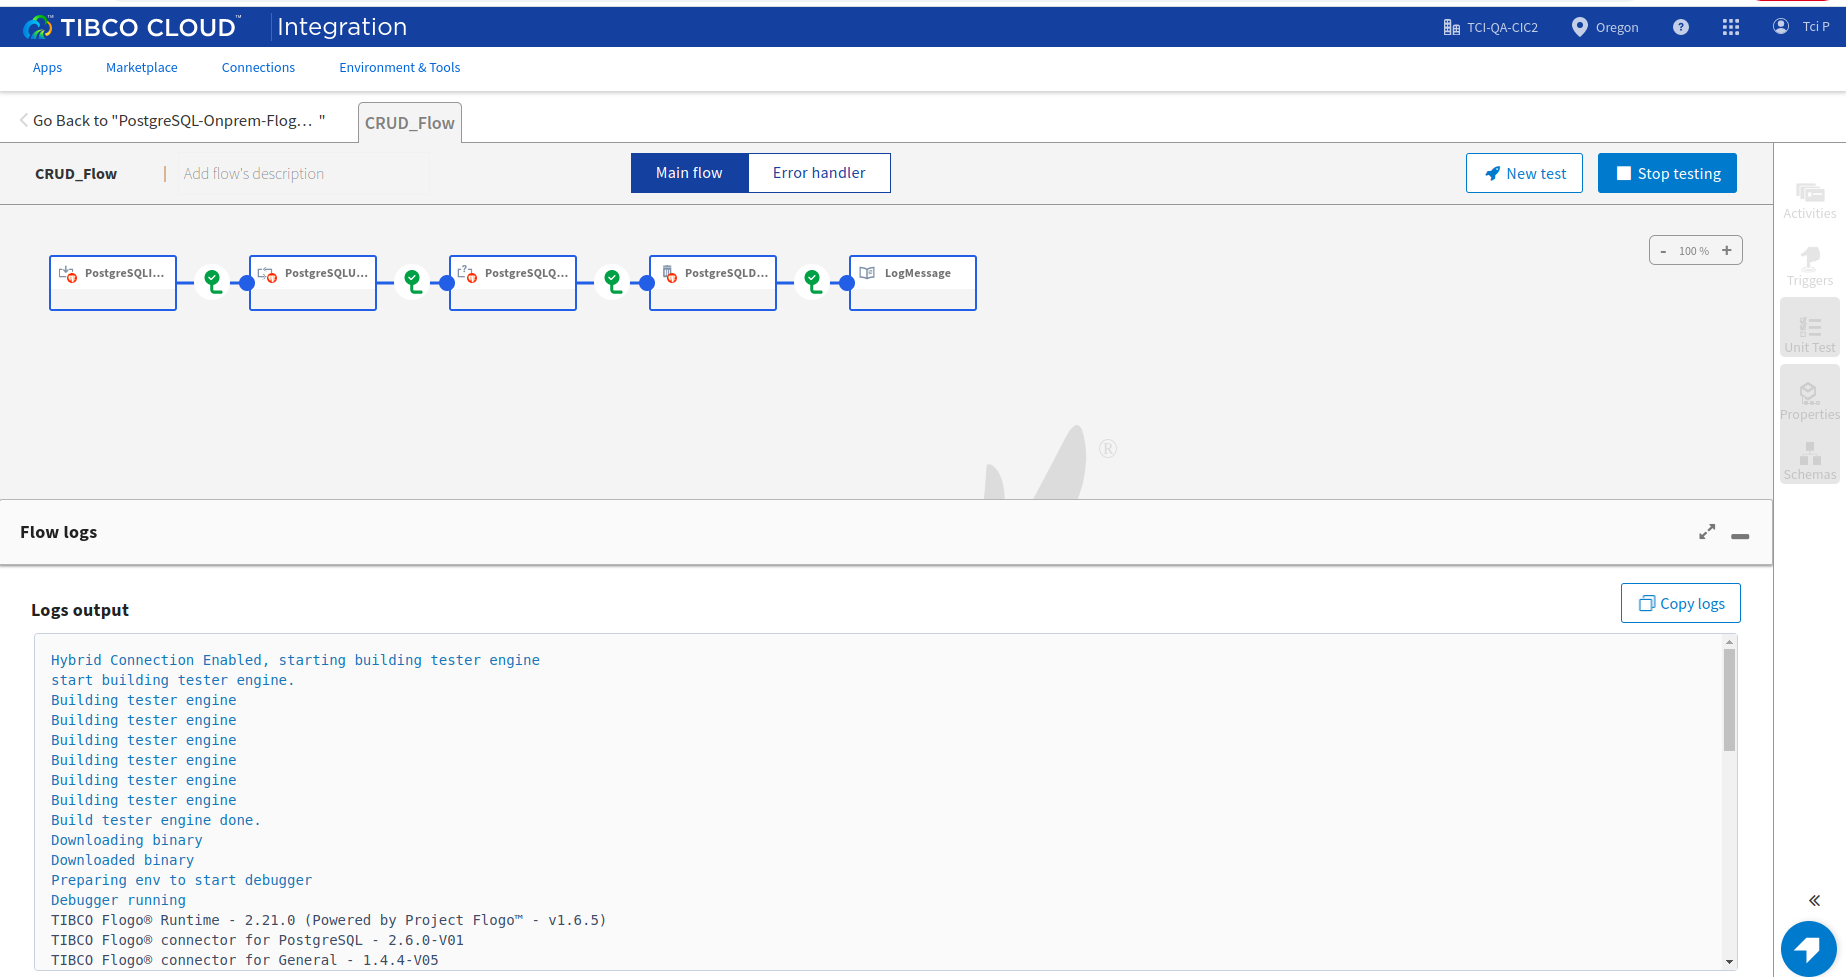 TIBCO CLOUD™ Integration
TCI-QA-CIC2 Oregon ? Tci P
Apps Marketplace Connections Environment & Tools
Go Back to "PostgreSQL-Onprem-Flog... " CRUD_Flow
CRUD_Flow | Add flow's description Main flow Error handler New test Stop testing
Activities
- 100 % +
PostgreSQLI... PostgreSQLU... PostgreSQLQ... PostgreSQLD... LogMessage
Triggers
Unit Test
Properties
®
Schemas
Flow logs
Logs output Copy logs
Hybrid Connection Enabled, starting building tester engine
start building tester engine.
Building tester engine
Building tester engine
Building tester engine
Building tester engine
Building tester engine
Building tester engine
Build tester engine done.
Downloading binary
Downloaded binary
Preparing env to start debugger
Debugger running
TIBCO Flogo® Runtime - 2.21.0 (Powered by Project Flogo™ - v1.6.5)
TIBCO Flogo® connector for PostgreSQL - 2.6.0-V01
TIBCO Flogo® connector for General - 1.4.4-V05